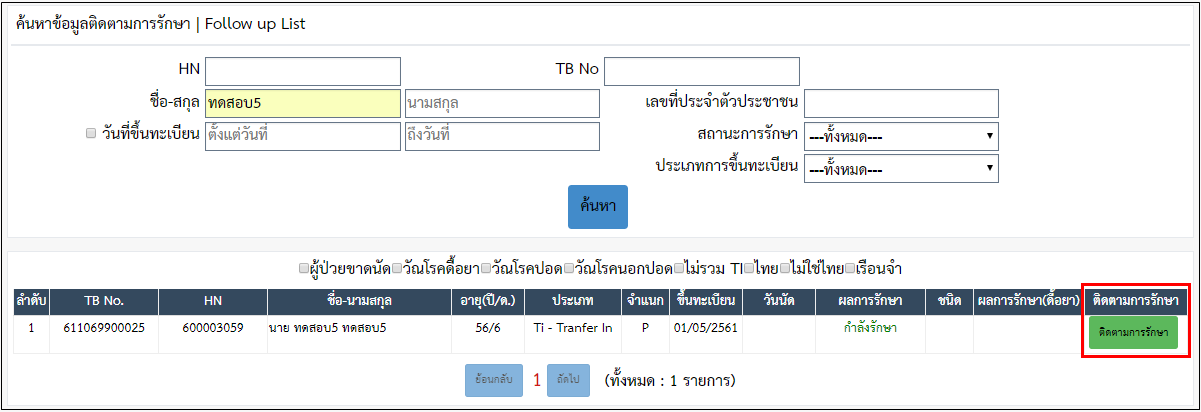 ค้นหาข้อมูลติดตามการรักษา | Follow up List
HN TB No
ชื่อ-สกุล ทดสอบ5 นามสกุล เลขที่ประจำตัวประชาชน
วันที่ขึ้นทะเบียน ตั้งแต่วันที่ ถึงวันที่ สถานะการรักษา ---ทั้งหมด---
ประเภทการขึ้นทะเบียน ---ทั้งหมด---
ค้นหา
ผู้ป่วยขาดนัด วัณโรคดื้อยา วัณโรคปอด วัณโรคนอกปอด ไม่รวม TI ไทย ไม่ใช่ไทย เรือนจำ
ลำดับ TB No. HN ชื่อ-นามสกุล อายุ(ปี/ด.) ประเภท จำแนก ขึ้นทะเบียน วันนัด ผลการรักษา ชนิด ผลการรักษา(ดื้อยา) ติดตามการรักษา
1 611069900025 600003059 นาย ทดสอบ5 ทดสอบ5 56/6 Ti - Tranfer In P 01/05/2561 กำลังรักษา ติดตามการรักษา
ย้อนกลับ 1 ถัดไป (ทั้งหมด : 1 รายการ)